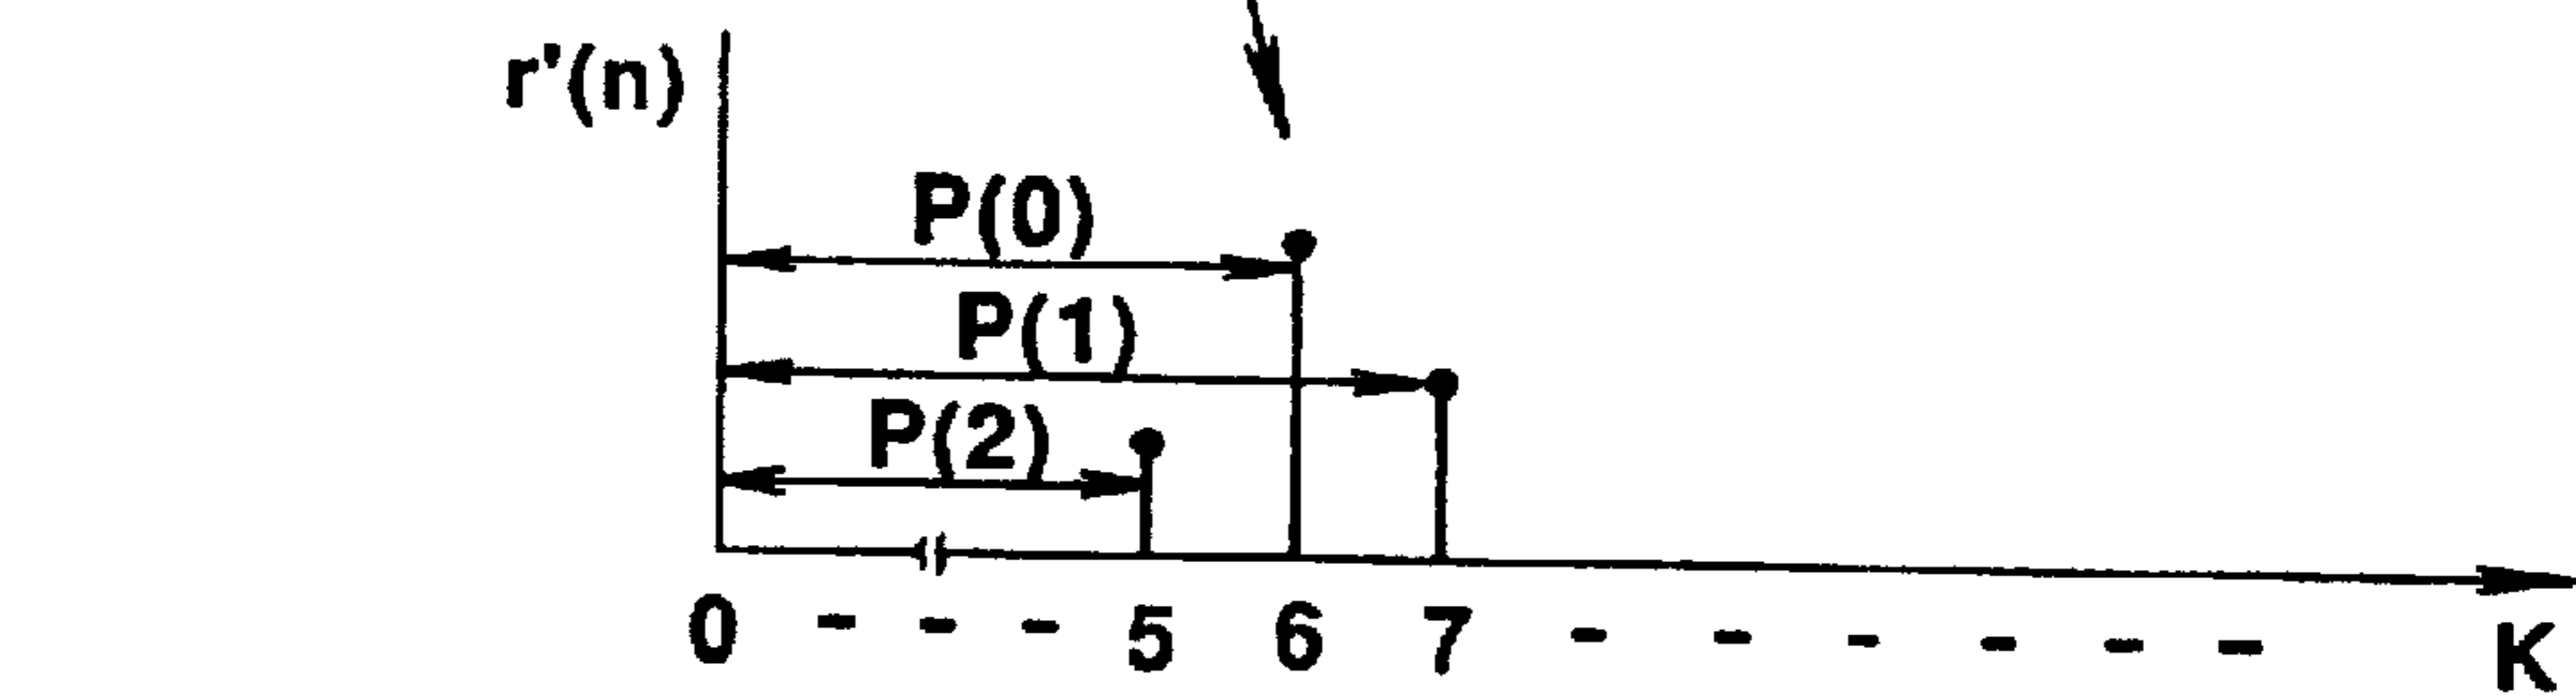 r'(n)
P(0)
P(1)
P(2)
0 - - - 5 6 7 - - - - - - K